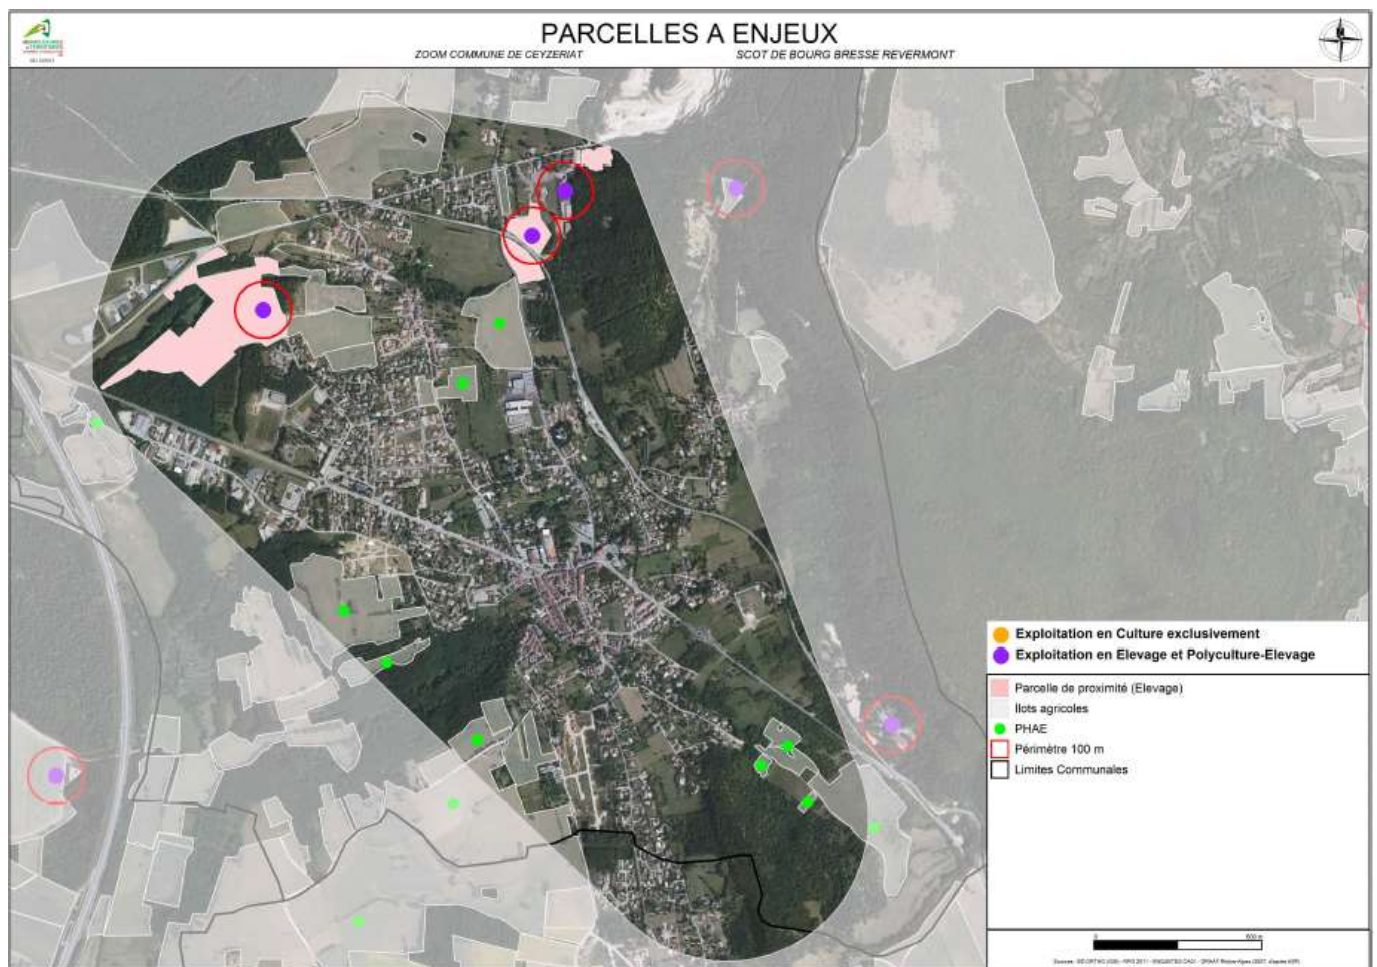 PARCELLES A ENJEUX
ZOOM COMMUNE DE CEYZERIAT SCOT DE BOURG BRESSE REVERMONT
Exploitation en Culture exclusivement
Exploitation en Elevage et Polyculture-Elevage
Parcelle de proximité (Elevage)
Ilots agricoles
PHAE
Périmètre 100 m
Limites Communales
0